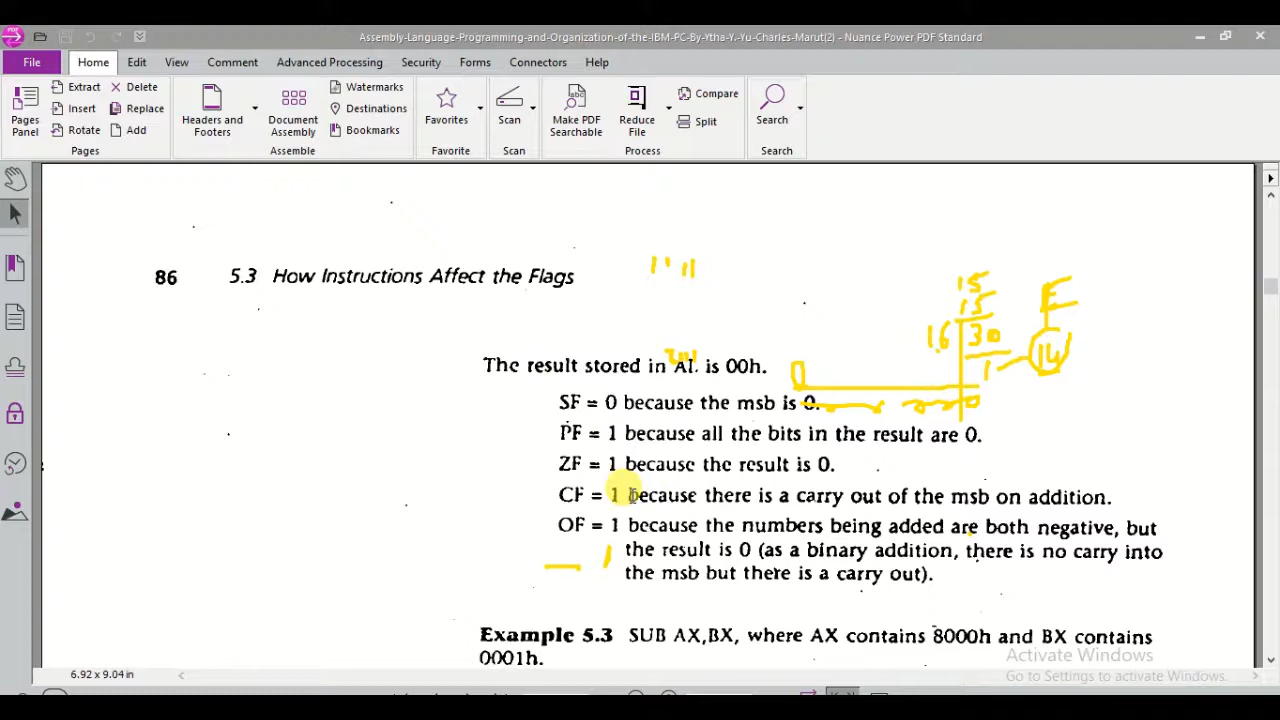 Assembly-Language-Programming-and-Organization-of-the-IBM-PC-By-Ytha-Y.-Yu-Charles-Marut(2) - Nuance Power PDF Standard
File Home Edit View Comment Advanced Processing Security Forms Connectors Help
Pages Panel
Extract Delete
Insert Replace
Rotate Add
Pages
Headers and Footers
Document Assembly
Watermarks
Destinations
Bookmarks
Assemble
Favorites
Favorite
Scan
Scan
Make PDF Searchable
Reduce File
Compare
Split
Process
Search
Search
86 5.3 How Instructions Affect the Flags
15
15
16 30 E
1 14
0
The result stored in AL is 00h.
SF = 0 because the msb is 0.
PF = 1 because all the bits in the result are 0.
ZF = 1 because the result is 0.
CF = 1 because there is a carry out of the msb on addition.
OF = 1 because the numbers being added are both negative, but
the result is 0 (as a binary addition, there is no carry into
the msb but there is a carry out).
Example 5.3 SUB AX,BX, where AX contains 8000h and BX contains
0001h.
Activate Windows
Go to Settings to activate Windows.
6.92 x 9.04 in